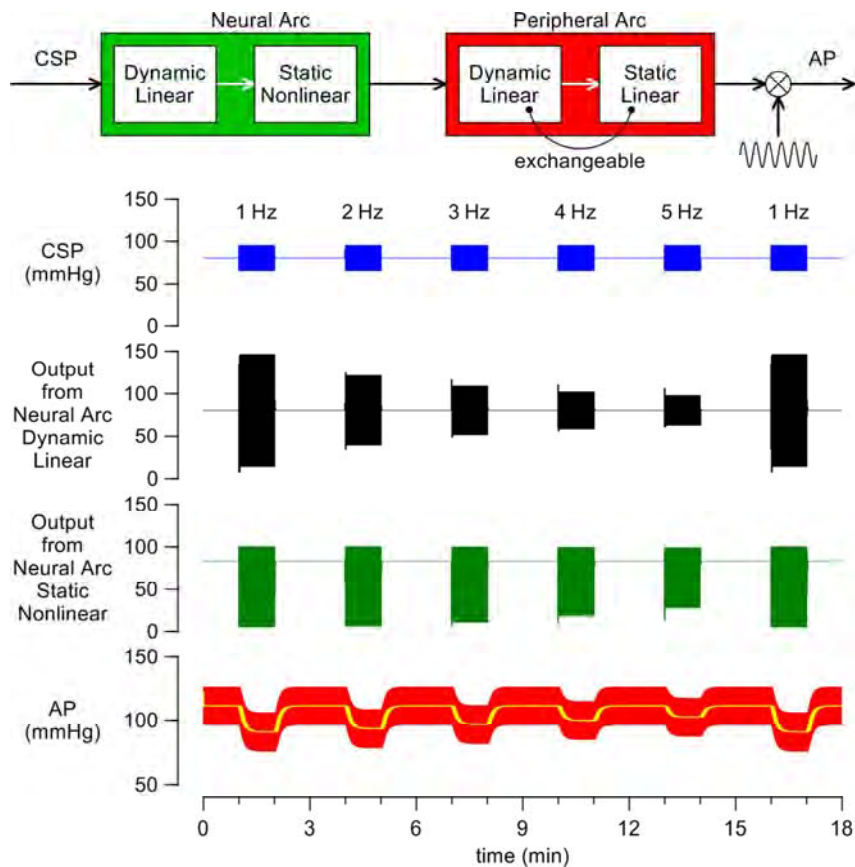 Neural Arc
Peripheral Arc
CSP
Dynamic
Linear
Static
Nonlinear
Dynamic
Linear
Static
Linear
AP
exchangeable
150
100
50
0
CSP
(mmHg)
1 Hz 2 Hz 3 Hz 4 Hz 5 Hz 1 Hz
150
100
50
0
Output
from
Neural Arc
Dynamic
Linear
150
100
50
0
Output
from
Neural Arc
Static
Nonlinear
150
100
50
AP
(mmHg)
0 3 6 9 12 15 18
time (min)